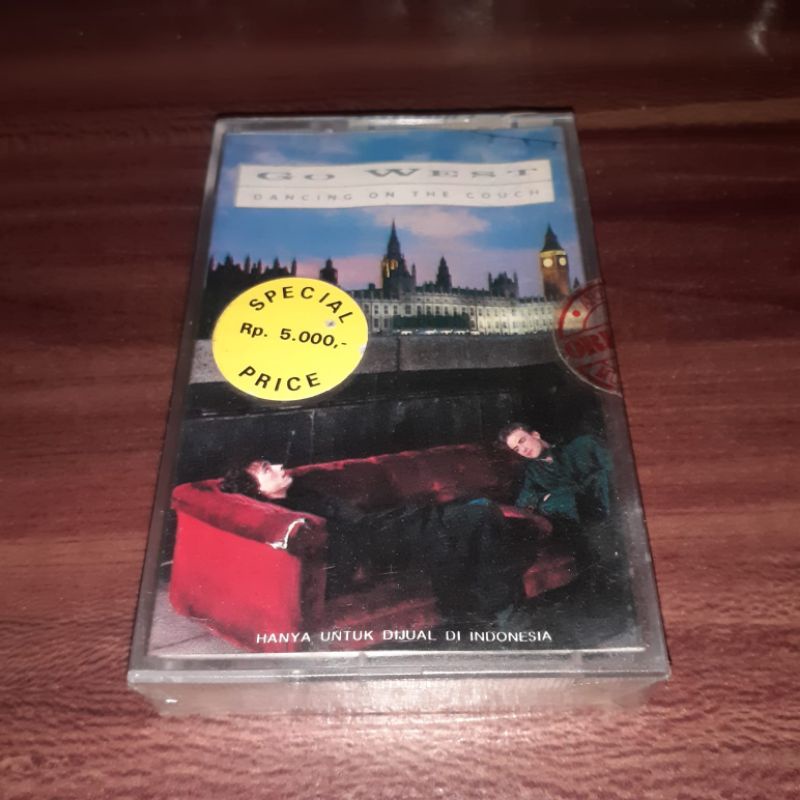 GO WEST
DANCING ON THE COUCH
SPECIAL
Rp. 5.000,-
PRICE
HANYA UNTUK DIJUAL DI INDONESIA